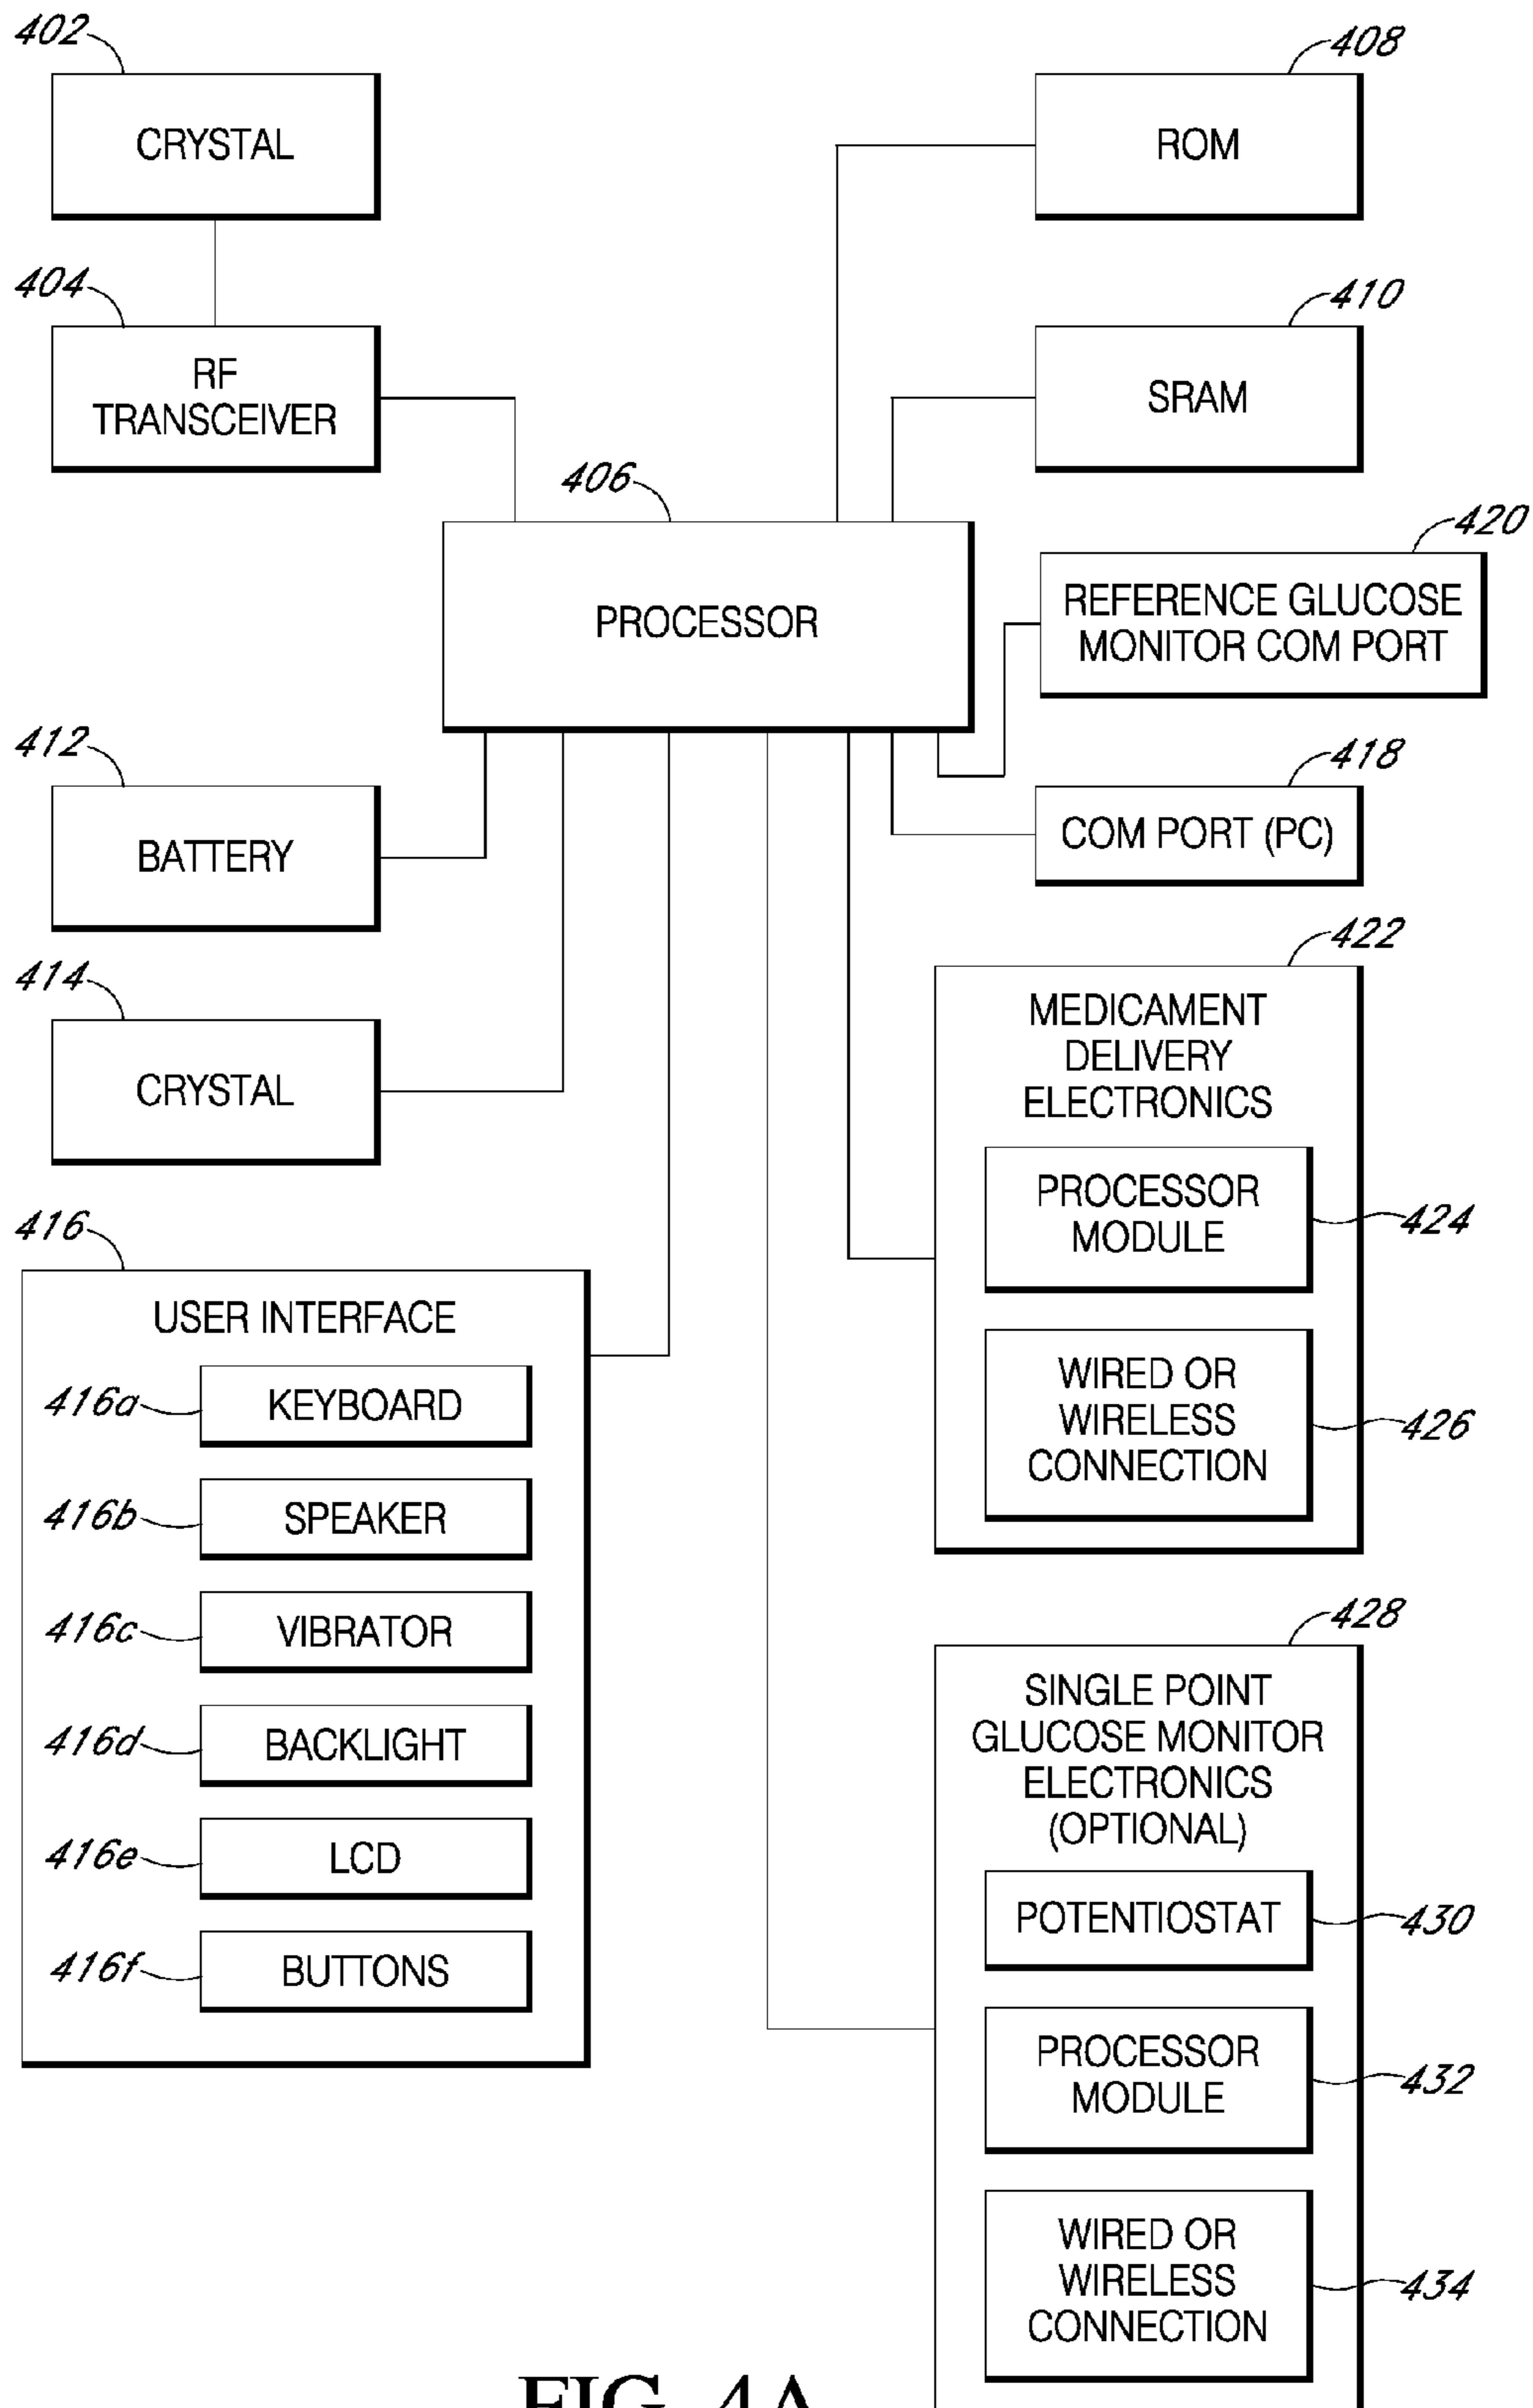 402
CRYSTAL
404
RF
TRANSCEIVER
406
PROCESSOR
408
ROM
410
SRAM
420
REFERENCE GLUCOSE
MONITOR COM PORT
418
COM PORT (PC)
412
BATTERY
414
CRYSTAL
416
USER INTERFACE
416a
KEYBOARD
416b
SPEAKER
416c
VIBRATOR
416d
BACKLIGHT
416e
LCD
416f
BUTTONS
422
MEDICAMENT
DELIVERY
ELECTRONICS
PROCESSOR
MODULE
424
WIRED OR
WIRELESS
CONNECTION
426
428
SINGLE POINT
GLUCOSE MONITOR
ELECTRONICS
(OPTIONAL)
POTENTIOSTAT
430
PROCESSOR
MODULE
432
WIRED OR
WIRELESS
CONNECTION
434
FIG. 4A